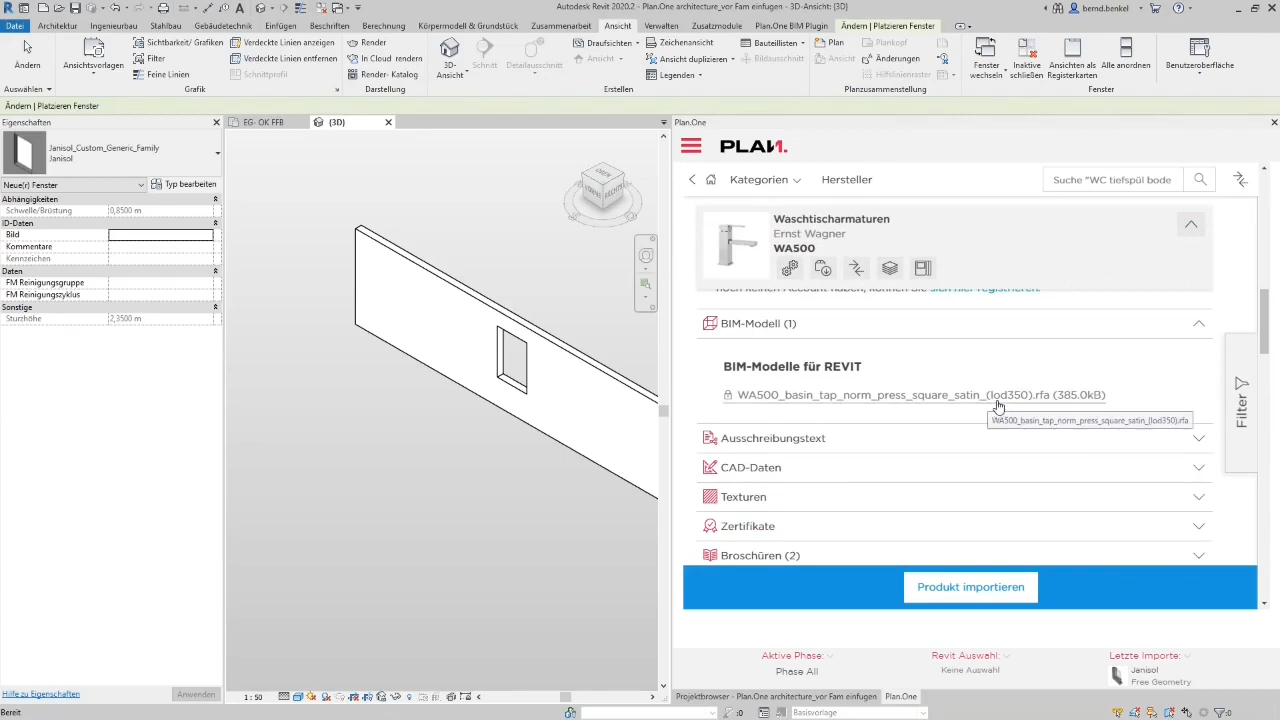 Autodesk Revit 2020.2 - Plan.One architecture_vor Fam einfugen - 3D-Ansicht: {3D}
bernd.benkel
Datei Architektur Ingenieurbau Stahlbau Einfügen Beschriften Berechnung Körpermodell & Grundstück Zusammenarbeit Ansicht Verwalten Zusatzmodule Plan.One BIM Plugin Ändern | Platzieren Fenster
Ändern
Ansichtsvorlagen
Sichtbarkeit/ Grafiken
Filter
Feine Linien
Verdeckte Linien anzeigen
Verdeckte Linien entfernen
Schnittprofil
Render
In Cloud rendern
Render- Katalog
3D-
Ansicht
Schnitt
Detailausschnitt
Draufsichten
Ansicht
Legenden
Zeichenansicht
Ansicht duplizieren
Bauteillisten
Bildausschnitt
Plan
Ansicht
Plankopf
Änderungen
Hilfslinienraster
Fenster
wechseln
Inaktive
schließen
Ansichten als
Registerkarten
Alle anordnen
Benutzeroberfläche
Auswählen
Grafik
Darstellung
Erstellen
Planzusammenstellung
Fenster
Ändern | Platzieren Fenster
Eigenschaften
Janisol_Custom_Generic_Family
Janisol
Neue(r) Fenster
Typ bearbeiten
Abhängigkeiten
Schwelle/Brüstung 0,8500 m
ID-Daten
Bild
Kommentare
Kennzeichen
Daten
FM Reinigungsgruppe
FM Reinigungszyklus
Sonstige
Sturzhöhe 2,3500 m
Hilfe zu Eigenschaften
Anwenden
EG- OK FFB
{3D}
OBEN
VORNE
RECHTS
1 : 50
Plan.One
PLAN1.
Kategorien
Hersteller
Suche "WC tiefspül bode
Waschtischarmaturen
Ernst Wagner
WA500
noch keinen Account haben, können Sie sich hier registrieren.
BIM-Modell (1)
BIM-Modelle für REVIT
WA500_basin_tap_norm_press_square_satin_(lod350).rfa (385.0kB)
WA500_basin_tap_norm_press_square_satin_(lod350).rfa
Ausschreibungstext
CAD-Daten
Texturen
Zertifikate
Broschüren (2)
Filter
Produkt importieren
Aktive Phase:
Phase All
Revit Auswahl:
Keine Auswahl
Letzte Importe:
Janisol
Free Geometry
Projektbrowser - Plan.One architecture_vor Fam einfugen
Plan.One
Bereit
:0
Basisvorlage
:0